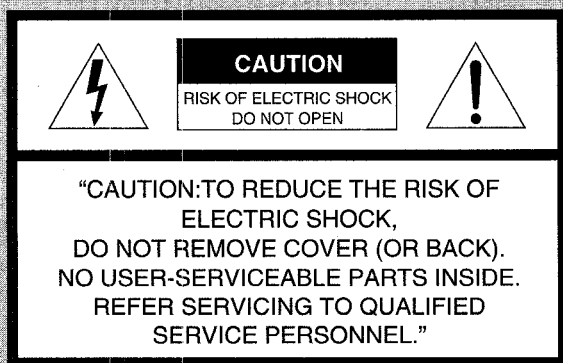 CAUTION
RISK OF ELECTRIC SHOCK
DO NOT OPEN
“CAUTION:TO REDUCE THE RISK OF
ELECTRIC SHOCK,
DO NOT REMOVE COVER (OR BACK).
NO USER-SERVICEABLE PARTS INSIDE.
REFER SERVICING TO QUALIFIED
SERVICE PERSONNEL.”